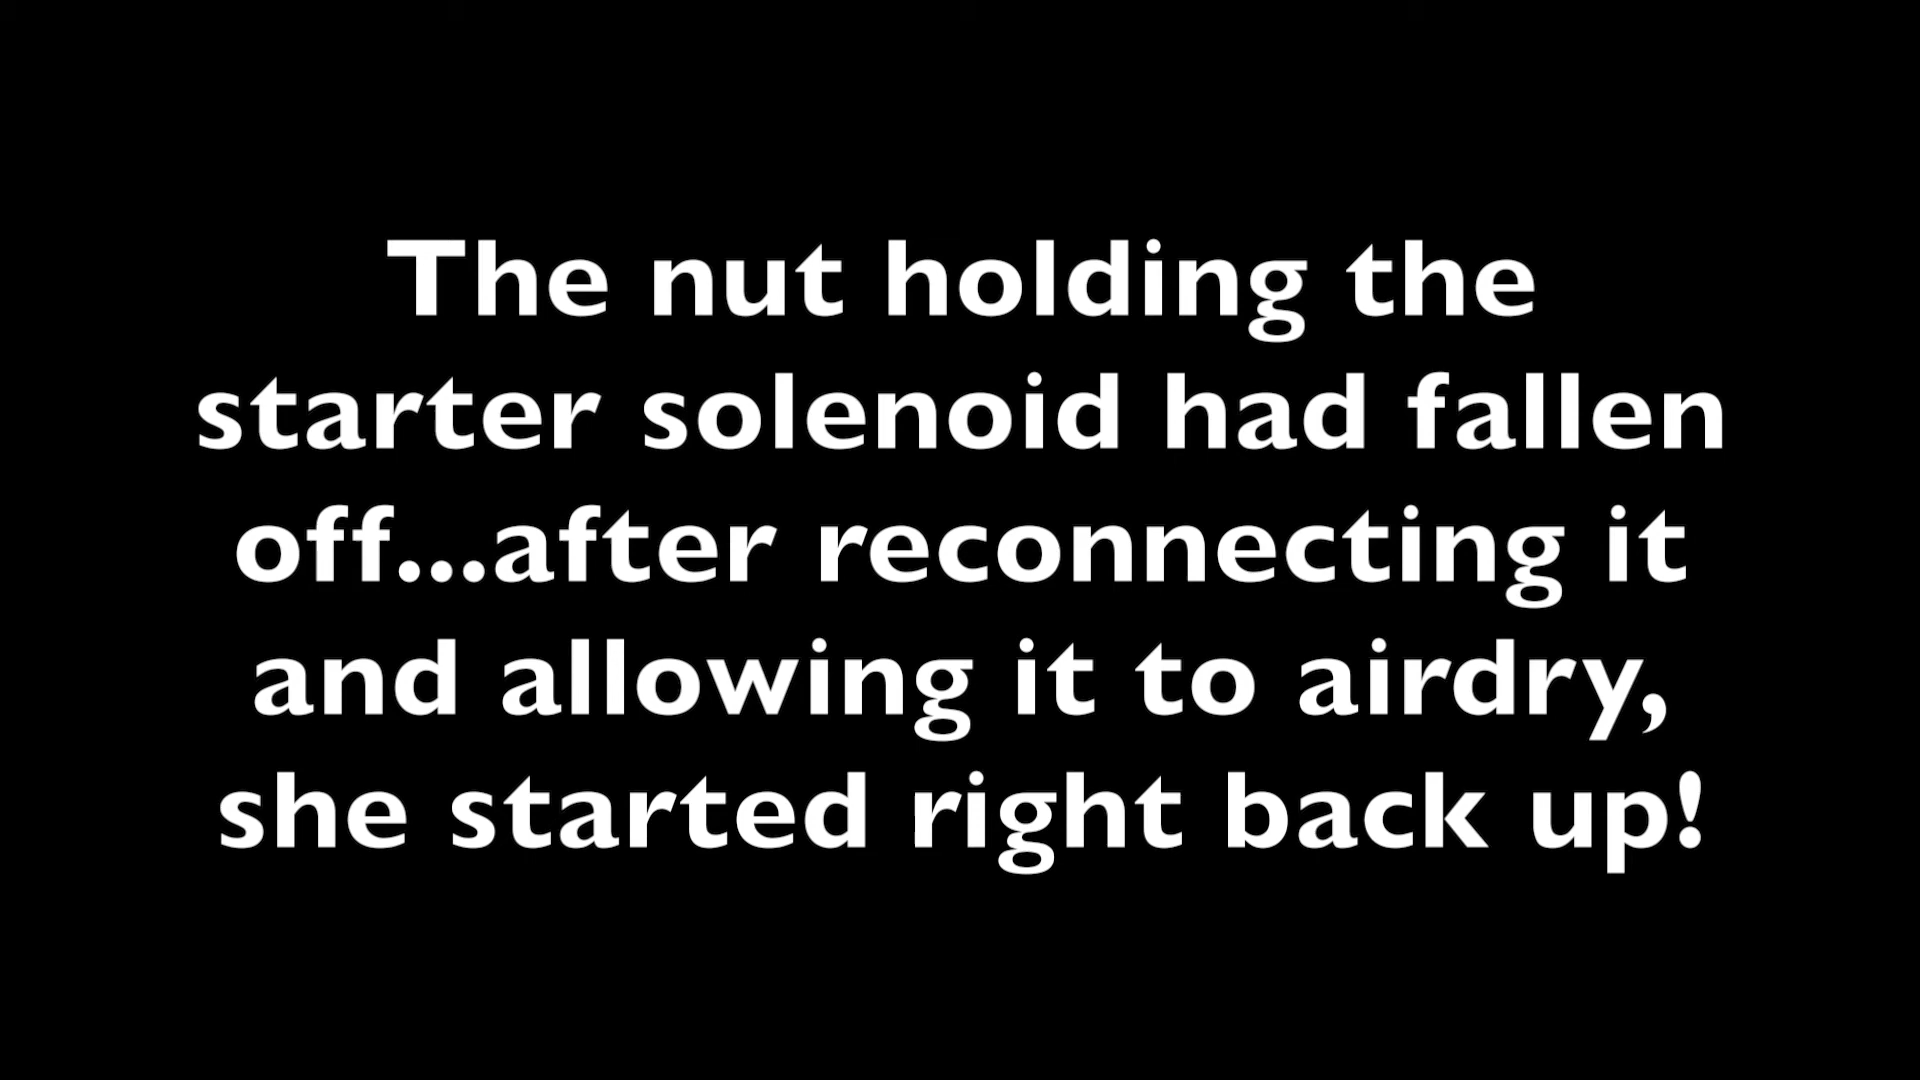 The nut holding the
starter solenoid had fallen
off...after reconnecting it
and allowing it to airdry,
she started right back up!